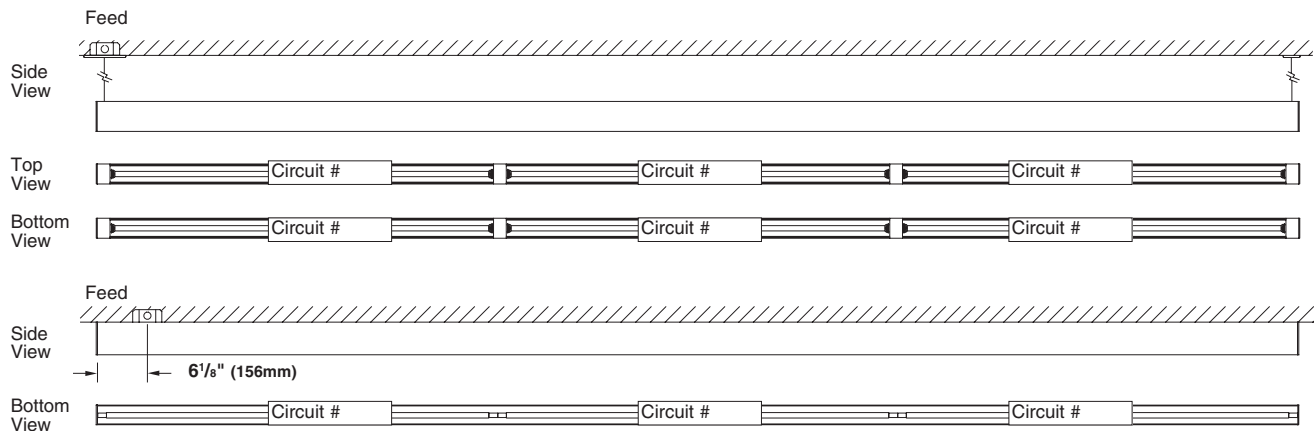 Feed
Side
View
Top
View
Circuit # Circuit # Circuit #
Bottom
View
Circuit # Circuit # Circuit #
Feed
Side
View
6 1/8" (156mm)
Bottom
View
Circuit # Circuit # Circuit #